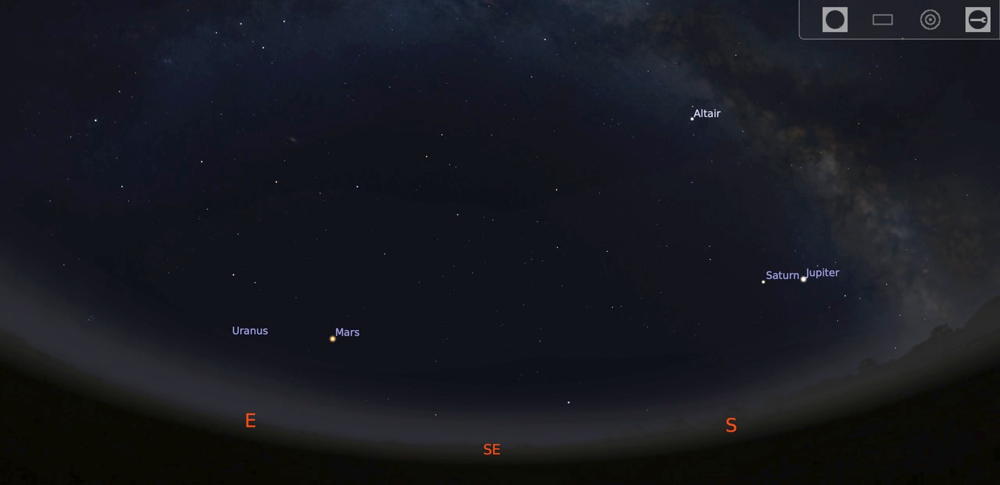 Altair
Saturn
Jupiter
Uranus
Mars
E
S
SE